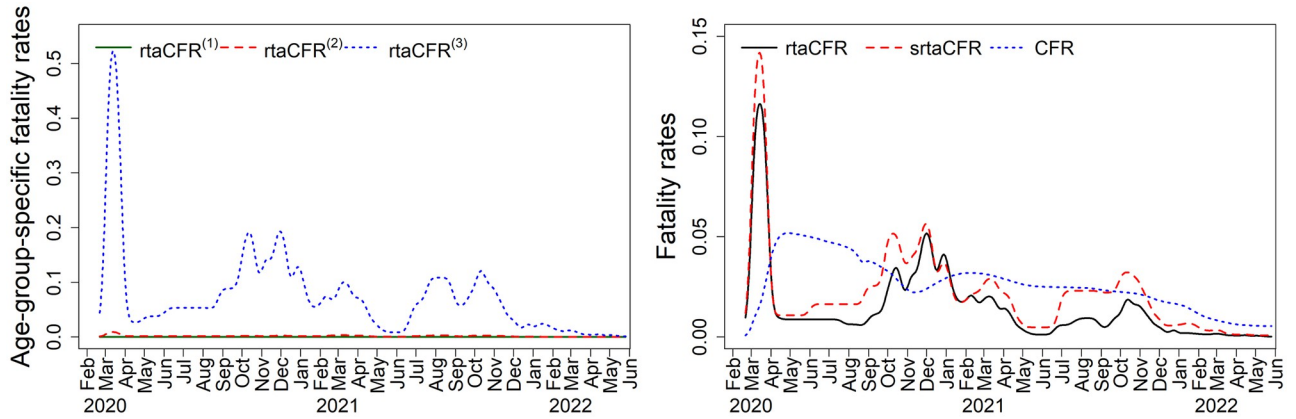 Age-group-specific fatality rates
rtaCFR(1) rtaCFR(2) rtaCFR(3)
0.5
0.4
0.3
0.2
0.1
0.0
Feb Mar Apr May Jun Jul Aug Sep Oct Nov Dec Jan Feb Mar Apr May Jun Jul Aug Sep Oct Nov Dec Jan Feb Mar Apr May Jun
2020 2021 2022
Fatality rates
rtaCFR srtaCFR CFR
0.15
0.10
0.05
0.00
Feb Mar Apr May Jun Jul Aug Sep Oct Nov Dec Jan Feb Mar Apr May Jun Jul Aug Sep Oct Nov Dec Jan Feb Mar Apr May Jun
2020 2021 2022